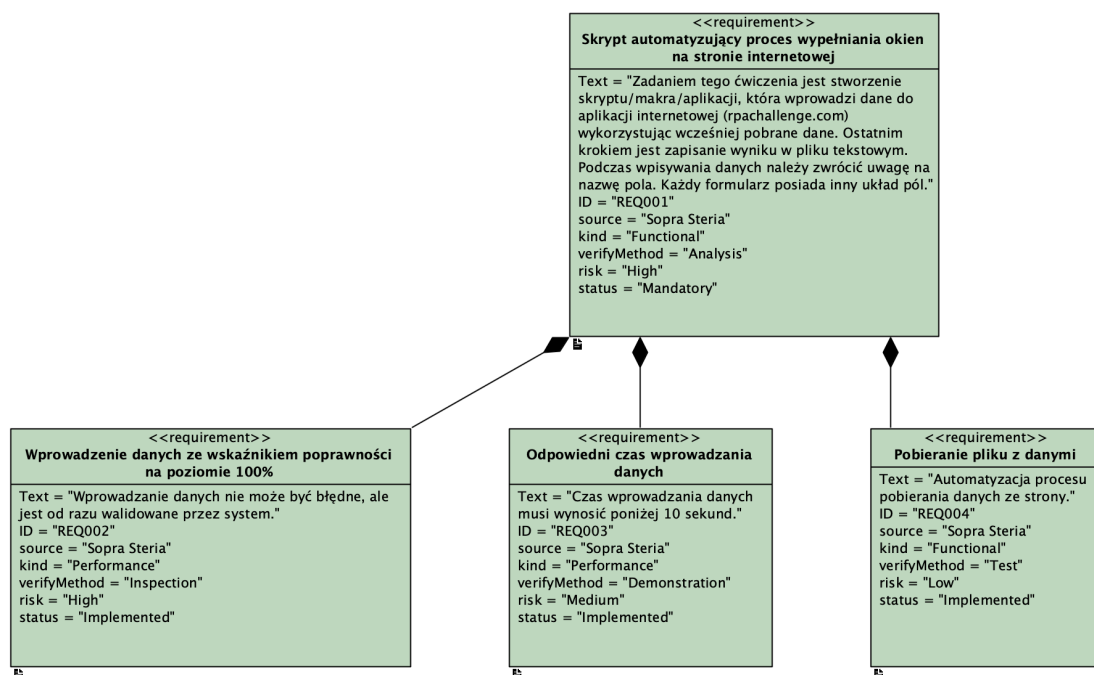 <<requirement>>
Skrypt automatyzujący proces wypełniania okien
na stronie internetowej
Text = "Zadaniem tego ćwiczenia jest stworzenie
skryptu/makra/aplikacji, która wprowadzi dane do
aplikacji internetowej (rpachallenge.com)
wykorzystując wcześniej pobrane dane. Ostatnim
krokiem jest zapisanie wyniku w pliku tekstowym.
Podczas wpisywania danych należy zwrócić uwagę na
nazwę pola. Każdy formularz posiada inny układ pól."
ID = "REQ001"
source = "Sopra Steria"
kind = "Functional"
verifyMethod = "Analysis"
risk = "High"
status = "Mandatory"
<<requirement>>
Wprowadzenie danych ze wskaźnikiem poprawności
na poziomie 100%
Text = "Wprowadzanie danych nie może być błędne, ale
jest od razu walidowane przez system."
ID = "REQ002"
source = "Sopra Steria"
kind = "Performance"
verifyMethod = "Inspection"
risk = "High"
status = "Implemented"
<<requirement>>
Odpowiedni czas wprowadzania
danych
Text = "Czas wprowadzania danych
musi wynosić poniżej 10 sekund."
ID = "REQ003"
source = "Sopra Steria"
kind = "Performance"
verifyMethod = "Demonstration"
risk = "Medium"
status = "Implemented"
<<requirement>>
Pobieranie pliku z danymi
Text = "Automatyzacja procesu
pobierania danych ze strony."
ID = "REQ004"
source = "Sopra Steria"
kind = "Functional"
verifyMethod = "Test"
risk = "Low"
status = "Implemented"